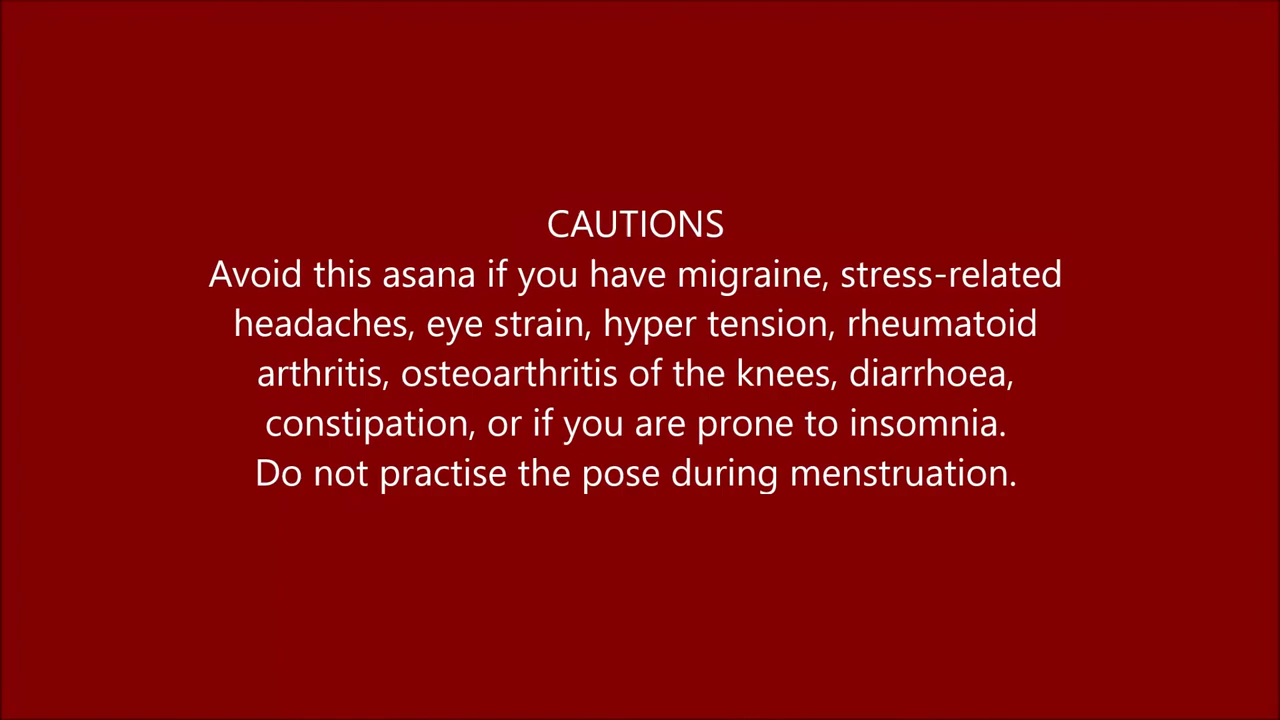 CAUTIONS
Avoid this asana if you have migraine, stress-related
headaches, eye strain, hyper tension, rheumatoid
arthritis, osteoarthritis of the knees, diarrhoea,
constipation, or if you are prone to insomnia.
Do not practise the pose during menstruation.